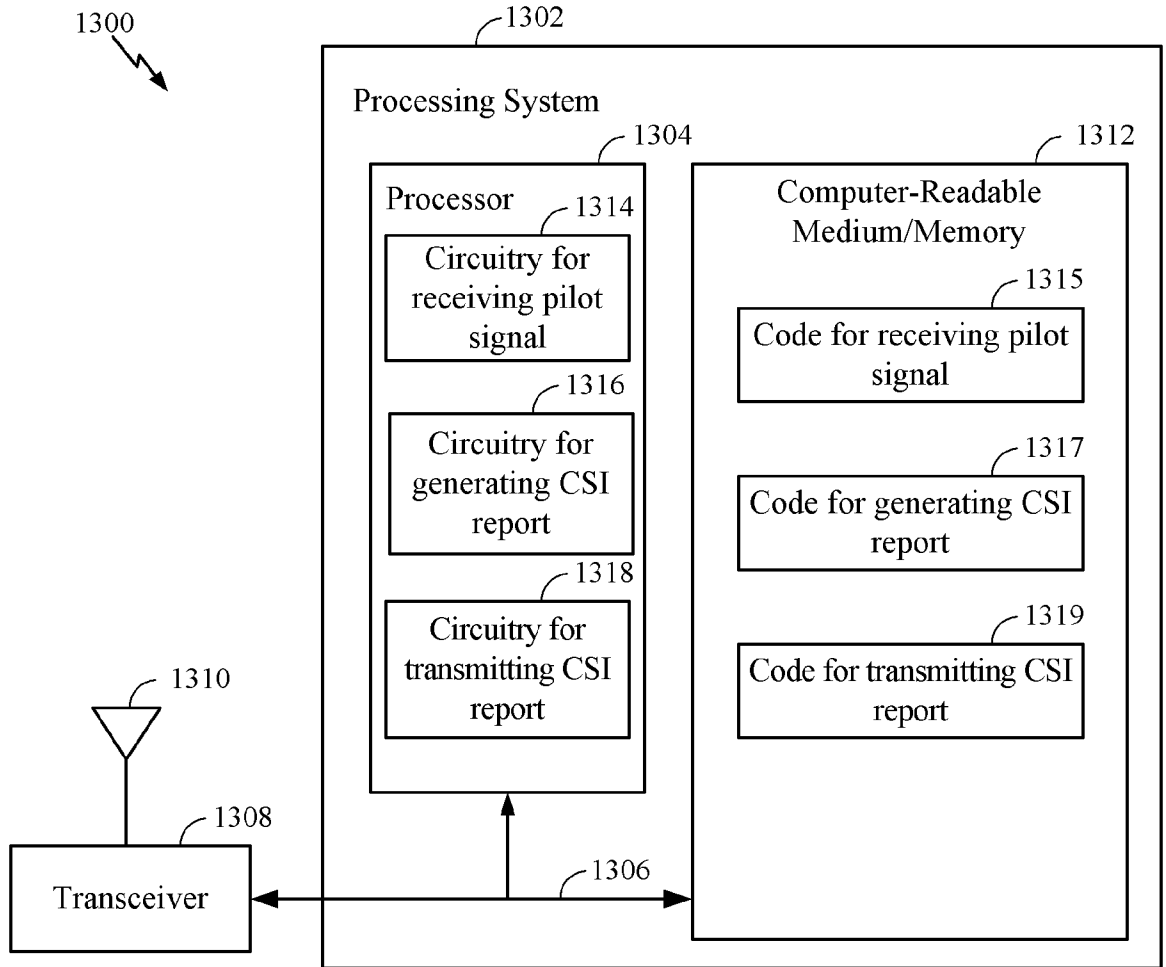 1300
1302
Processing System
1304
Processor
1314
Circuitry for
receiving pilot
signal
1316
Circuitry for
generating CSI
report
1318
Circuitry for
transmitting CSI
report
1312
Computer-Readable
Medium/Memory
1315
Code for receiving pilot
signal
1317
Code for generating CSI
report
1319
Code for transmitting CSI
report
1310
1308
Transceiver
1306